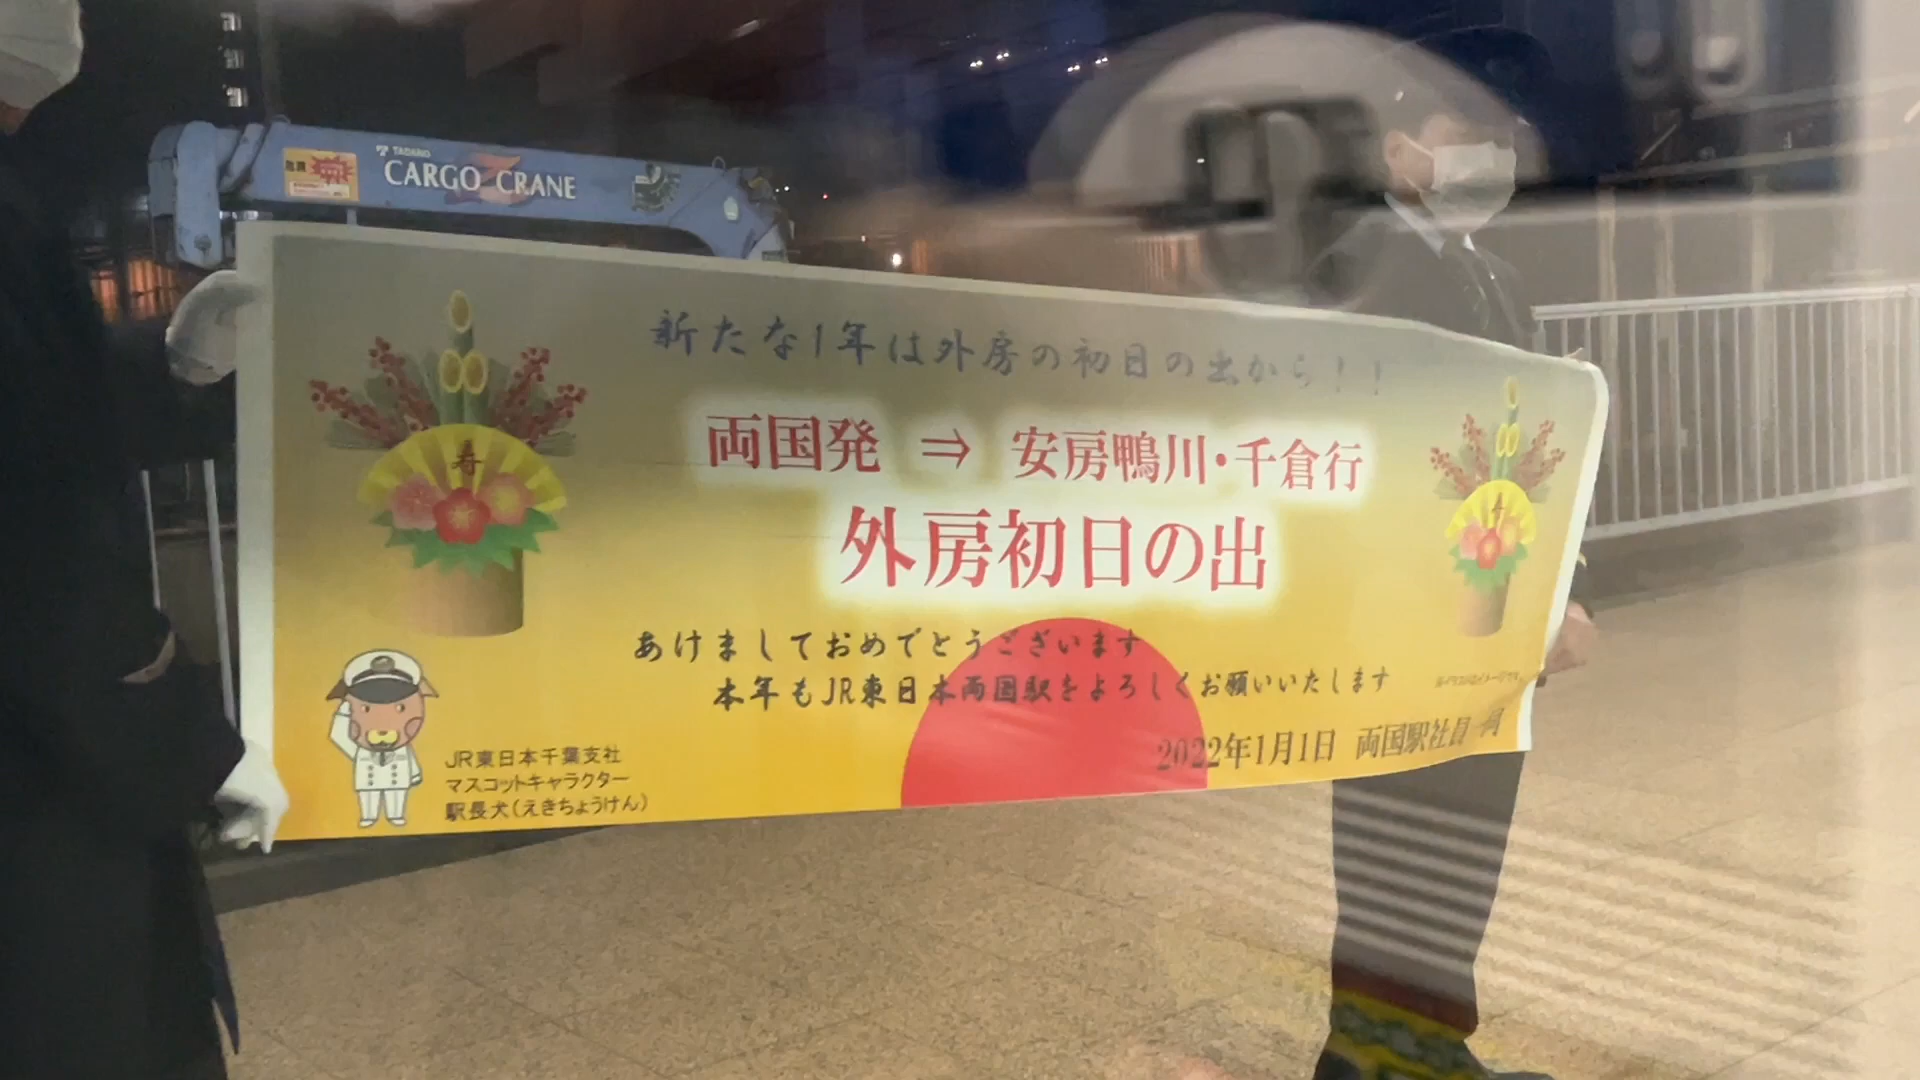 TADANO
CARGO CRANE
新たな1年は外房の初日の出から！！
両国発 ⇒ 安房鴨川・千倉行
外房初日の出
寿
寿
あけましておめでとうございます
本年もJR東日本両国駅をよろしくお願いいたします
2022年1月1日 両国駅社員一同
JR東日本千葉支社
マスコットキャラクター
駅長犬（えきちょうけん）